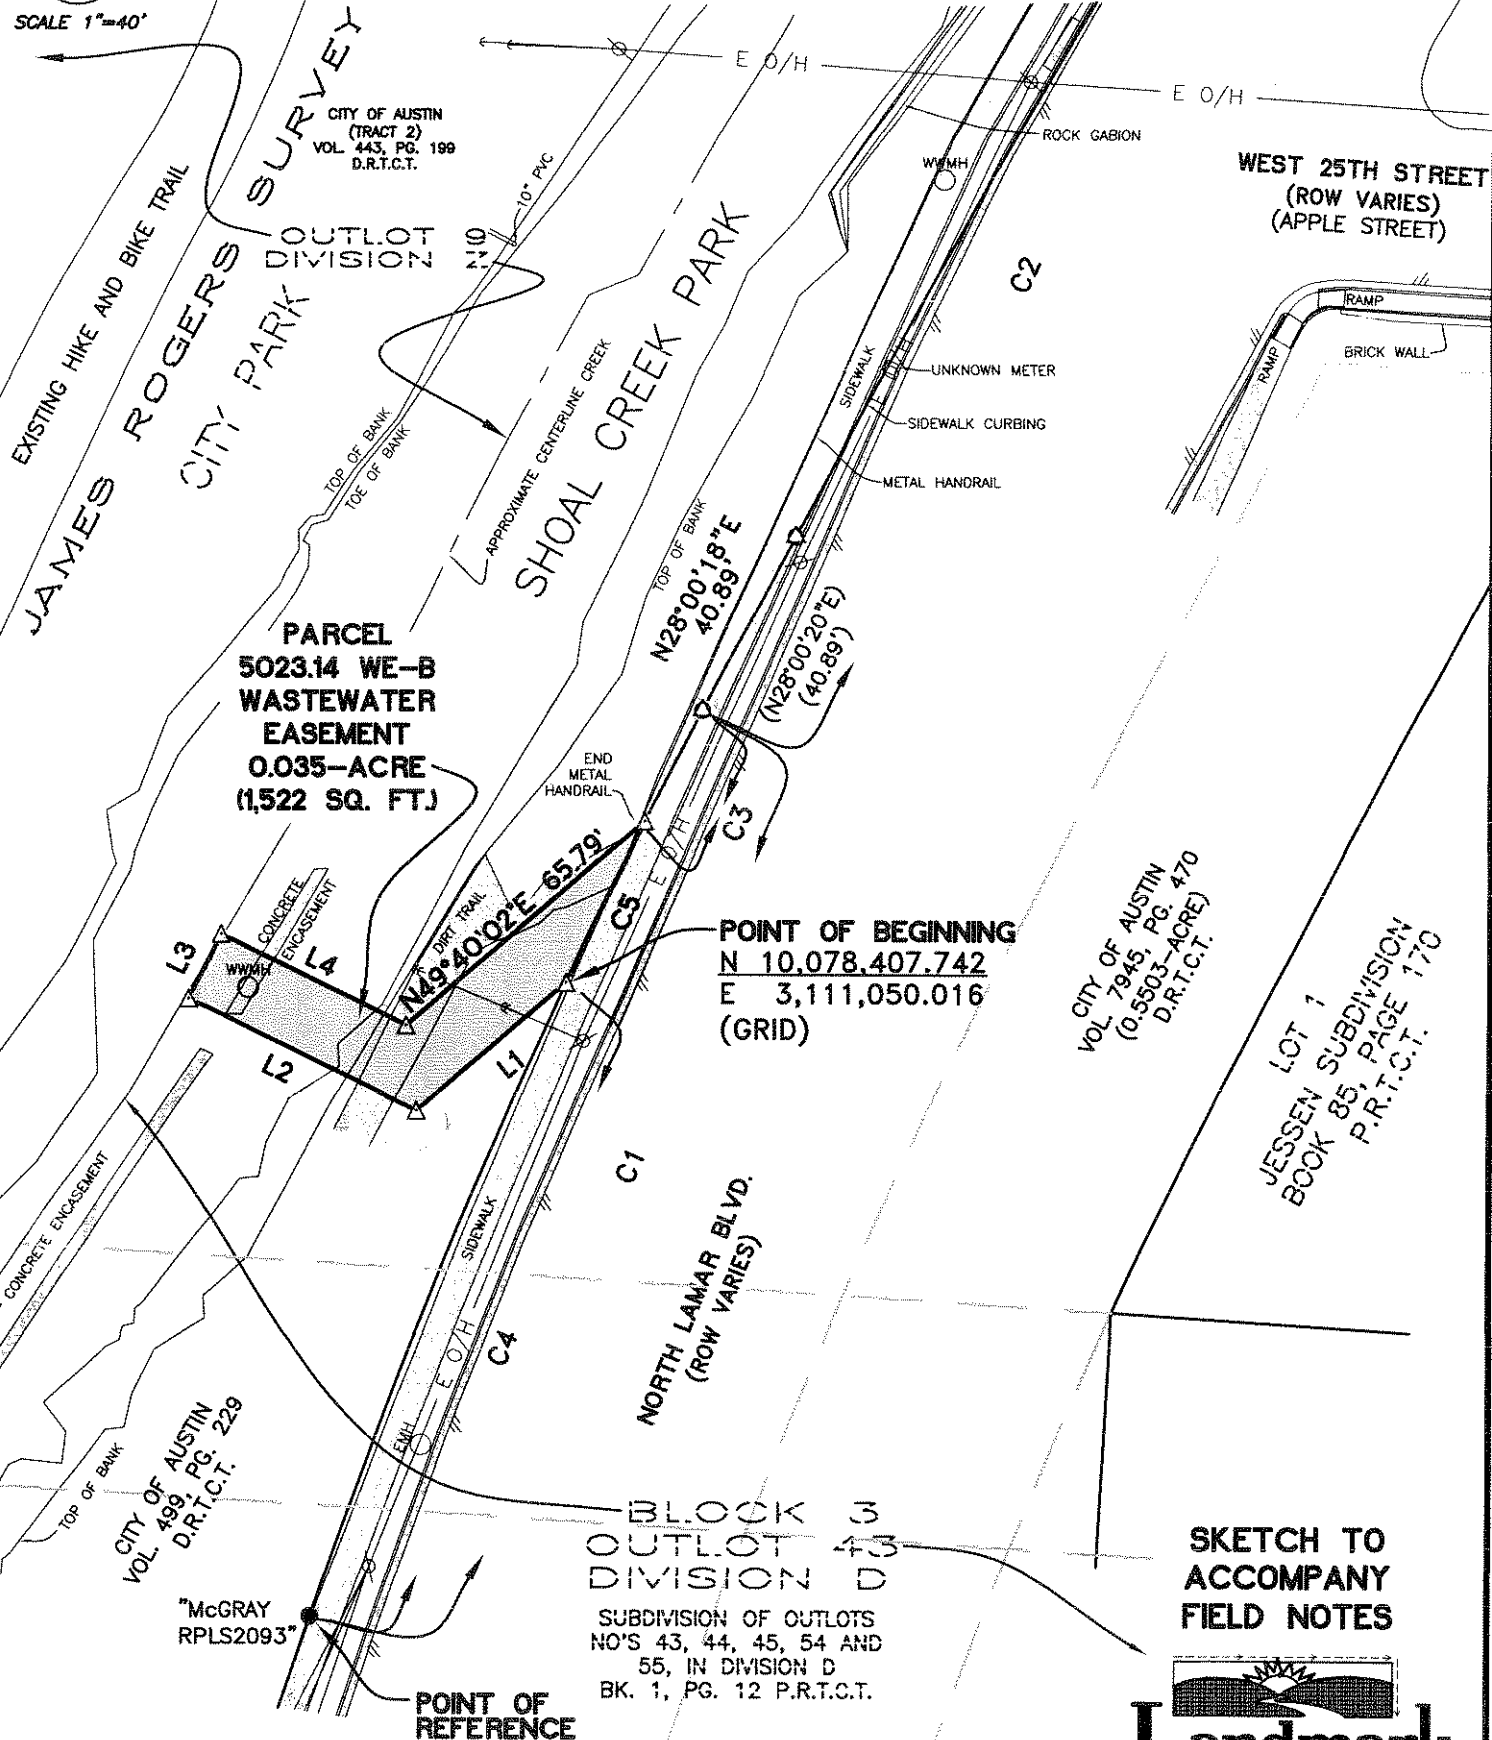 SCALE 1"=40'
E O/H
E O/H
CITY OF AUSTIN
(TRACT 2)
VOL. 443, PG. 199
D.R.T.C.T.
10" PVC
ROCK GABION
WWMH
WEST 25TH STREET
(ROW VARIES)
(APPLE STREET)
OUTLOT 9
DIVISION Z
EXISTING HIKE AND BIKE TRAIL
JAMES ROGERS SURVEY
CITY PARK
SHOAL CREEK PARK
C2
RAMP
RAMP
BRICK WALL
SIDEWALK
UNKNOWN METER
SIDEWALK CURBING
METAL HANDRAIL
TOP OF BANK
TOE OF BANK
APPROXIMATE CENTERLINE CREEK
TOP OF BANK
N28°00'18"E
40.89'
(N28°00'20"E)
(40.89')
PARCEL
5023.14 WE-B
WASTEWATER
EASEMENT
0.035-ACRE
(1,522 SQ. FT.)
END
METAL
HANDRAIL
C3
E O/H
N49°40'02"E 65.79'
DIRT TRAIL
C5
CONCRETE
ENCASEMENT
WWMH
L3
L4
L2
L1
POINT OF BEGINNING
N 10,078,407.742
E 3,111,050.016
(GRID)
CITY OF AUSTIN
VOL. 7945, PG. 470
(0.5503-ACRE)
D.R.T.C.T.
LOT 1
JESSEN SUBDIVISION
BOOK 85, PAGE 170
P.R.T.C.T.
C1
CONCRETE ENCASEMENT
SIDEWALK
NORTH LAMAR BLVD.
(ROW VARIES)
E O/H
C4
EMH
CITY OF AUSTIN
VOL. 499, PG. 229
D.R.T.C.T.
TOP OF BANK
BLOCK 3
OUTLOT 43
DIVISION D
SUBDIVISION OF OUTLOTS
NO'S 43, 44, 45, 54 AND
55, IN DIVISION D
BK. 1, PG. 12 P.R.T.C.T.
"McGRAY
RPLS2093"
POINT OF
REFERENCE
SKETCH TO
ACCOMPANY
FIELD NOTES
Landmark